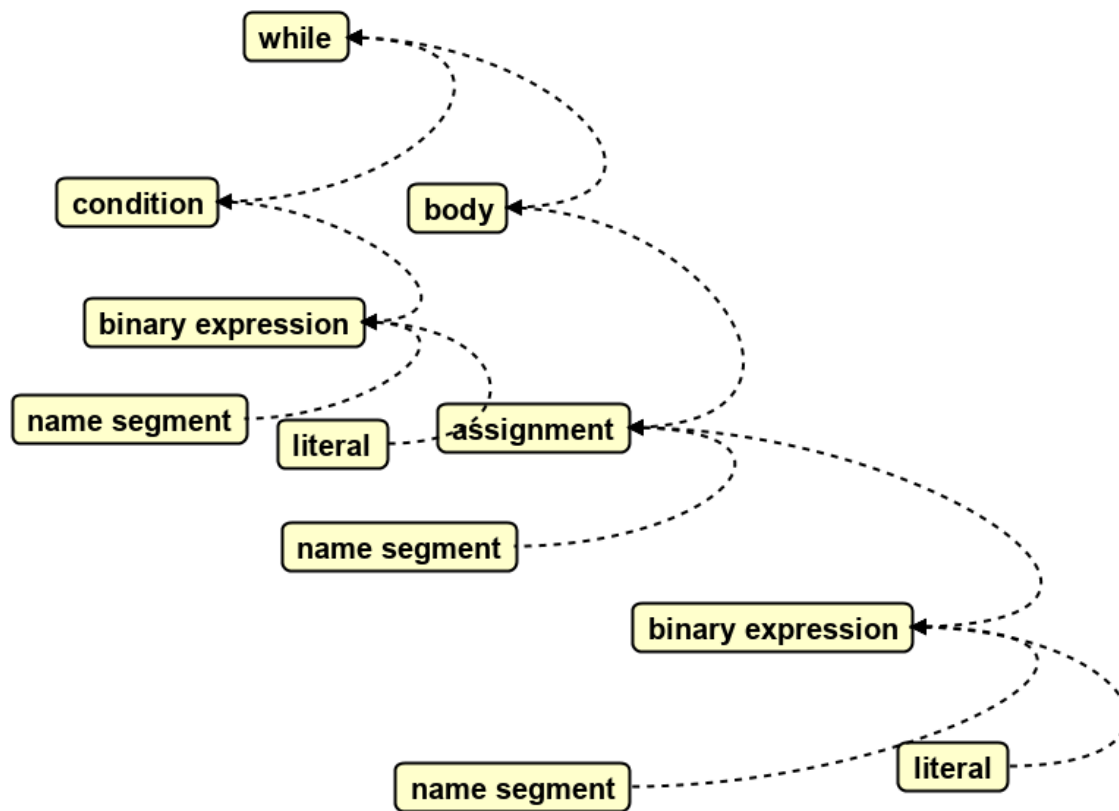 while
condition
body
binary expression
name segment
literal
assignment
name segment
binary expression
name segment
literal